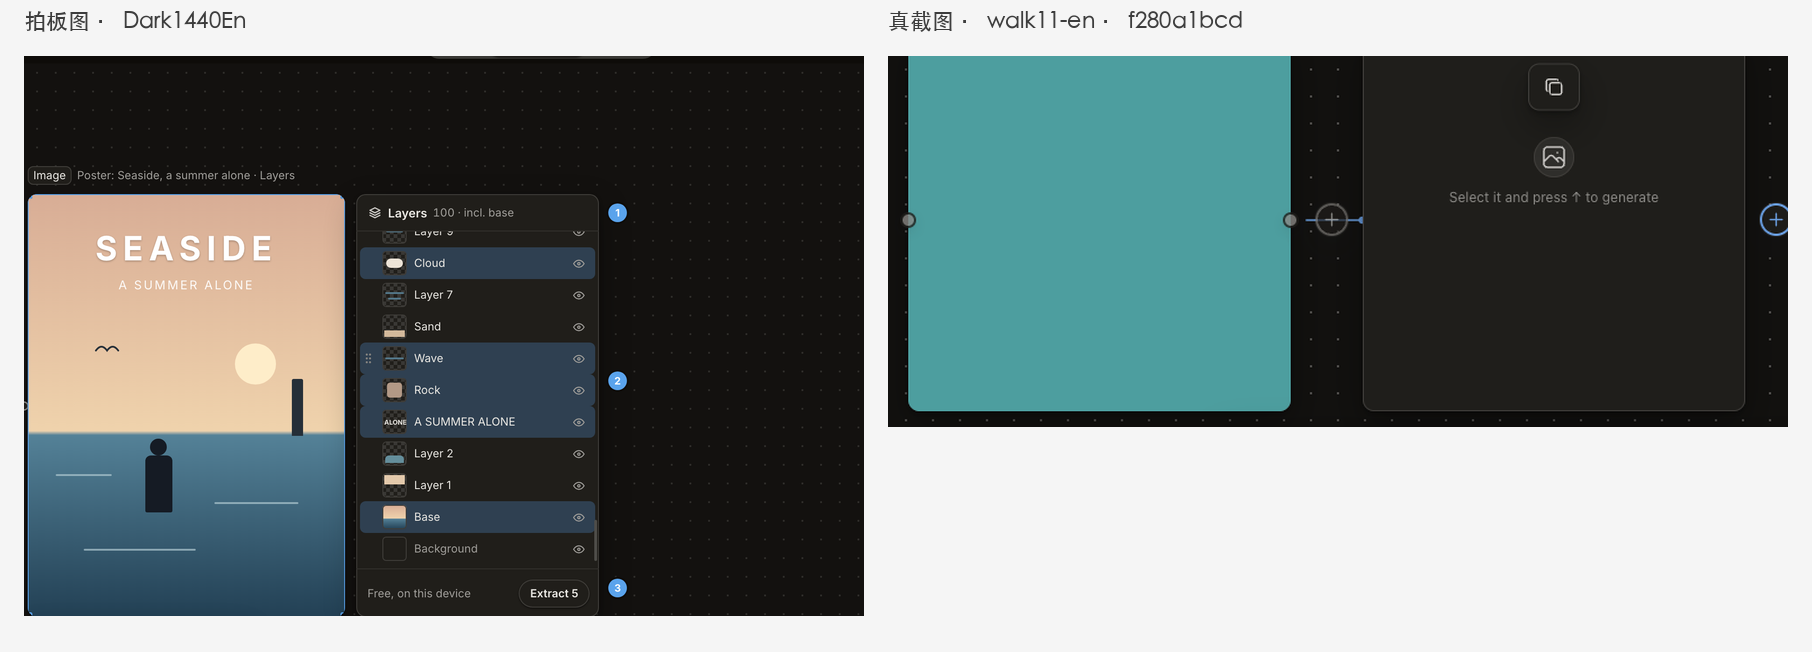 拍板图 · Dark1440En
真截图 · walk11-en · f280a1bcd
Image Poster: Seaside, a summer alone · Layers
SEASIDE
A SUMMER ALONE
Layers 100 · incl. base
1
Layer 9
Cloud
Layer 7
Sand
Wave
2
Rock
ALONE A SUMMER ALONE
Layer 2
Layer 1
Base
Background
Free, on this device Extract 5
3
Select it and press ↑ to generate